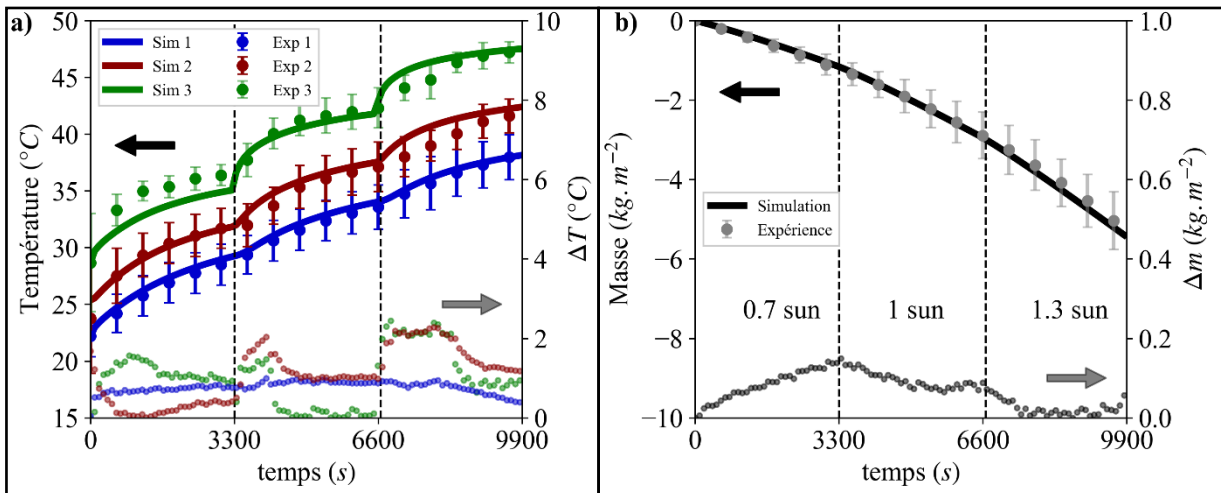 a)
50
45
40
35
30
25
20
15
Température (°C)
Sim 1
Sim 2
Sim 3
Exp 1
Exp 2
Exp 3
10
8
6
4
2
0
ΔT (°C)
0
3300
6600
9900
temps (s)
b)
0
−2
−4
−6
−8
−10
Masse (kg. m⁻²)
Simulation
Expérience
0.7 sun
1 sun
1.3 sun
1.0
0.8
0.6
0.4
0.2
0.0
Δm (kg. m⁻²)
0
3300
6600
9900
temps (s)